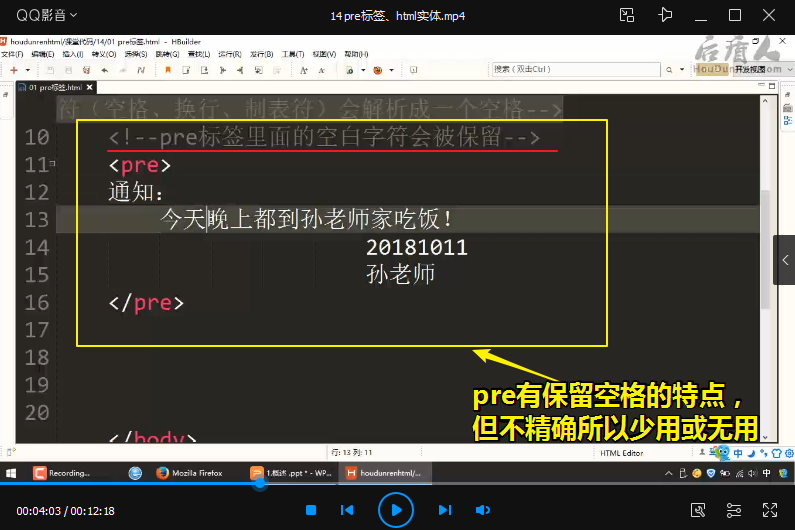 QQ影音
14 pre标签、html实体.mp4
houdunrenhtml/课堂代码/14/01 pre标签.html - HBuilder
文件(F) 编辑(E) 插入(I) 转义(O) 选择(S) 跳转(G) 查找(L) 运行(R) 发行(B) 工具(T) 视图(V) 帮助(H)
后盾人
搜索 ( 双击Ctrl )
开发视图
01 pre标签.html
符（空格、换行、制表符）会解析成一个空格-->
10 <!--pre标签里面的空白字符会被保留-->
11 <pre>
12 通知：
13 今天晚上都到孙老师家吃饭！
14 20181011
15 孙老师
16 </pre>
17
18
19
20
</body>
pre有保留空格的特点，
但不精确所以少用或无用
行: 13 列: 11
HTML Editor
Recording...
Mozilla Firefox
1.概述 .ppt * - WP...
houdunrenhtml/...
00:04:03 / 00:12:18